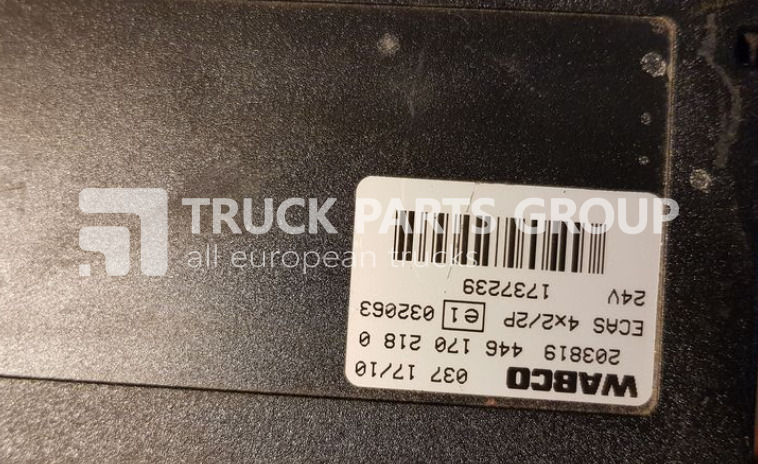 WABCO 037 17/10
203819 446 170 218 0
ECAS 4x2/2P e1 032063
24V 1737239
TRUCK PARTS GROUP
all european trucks